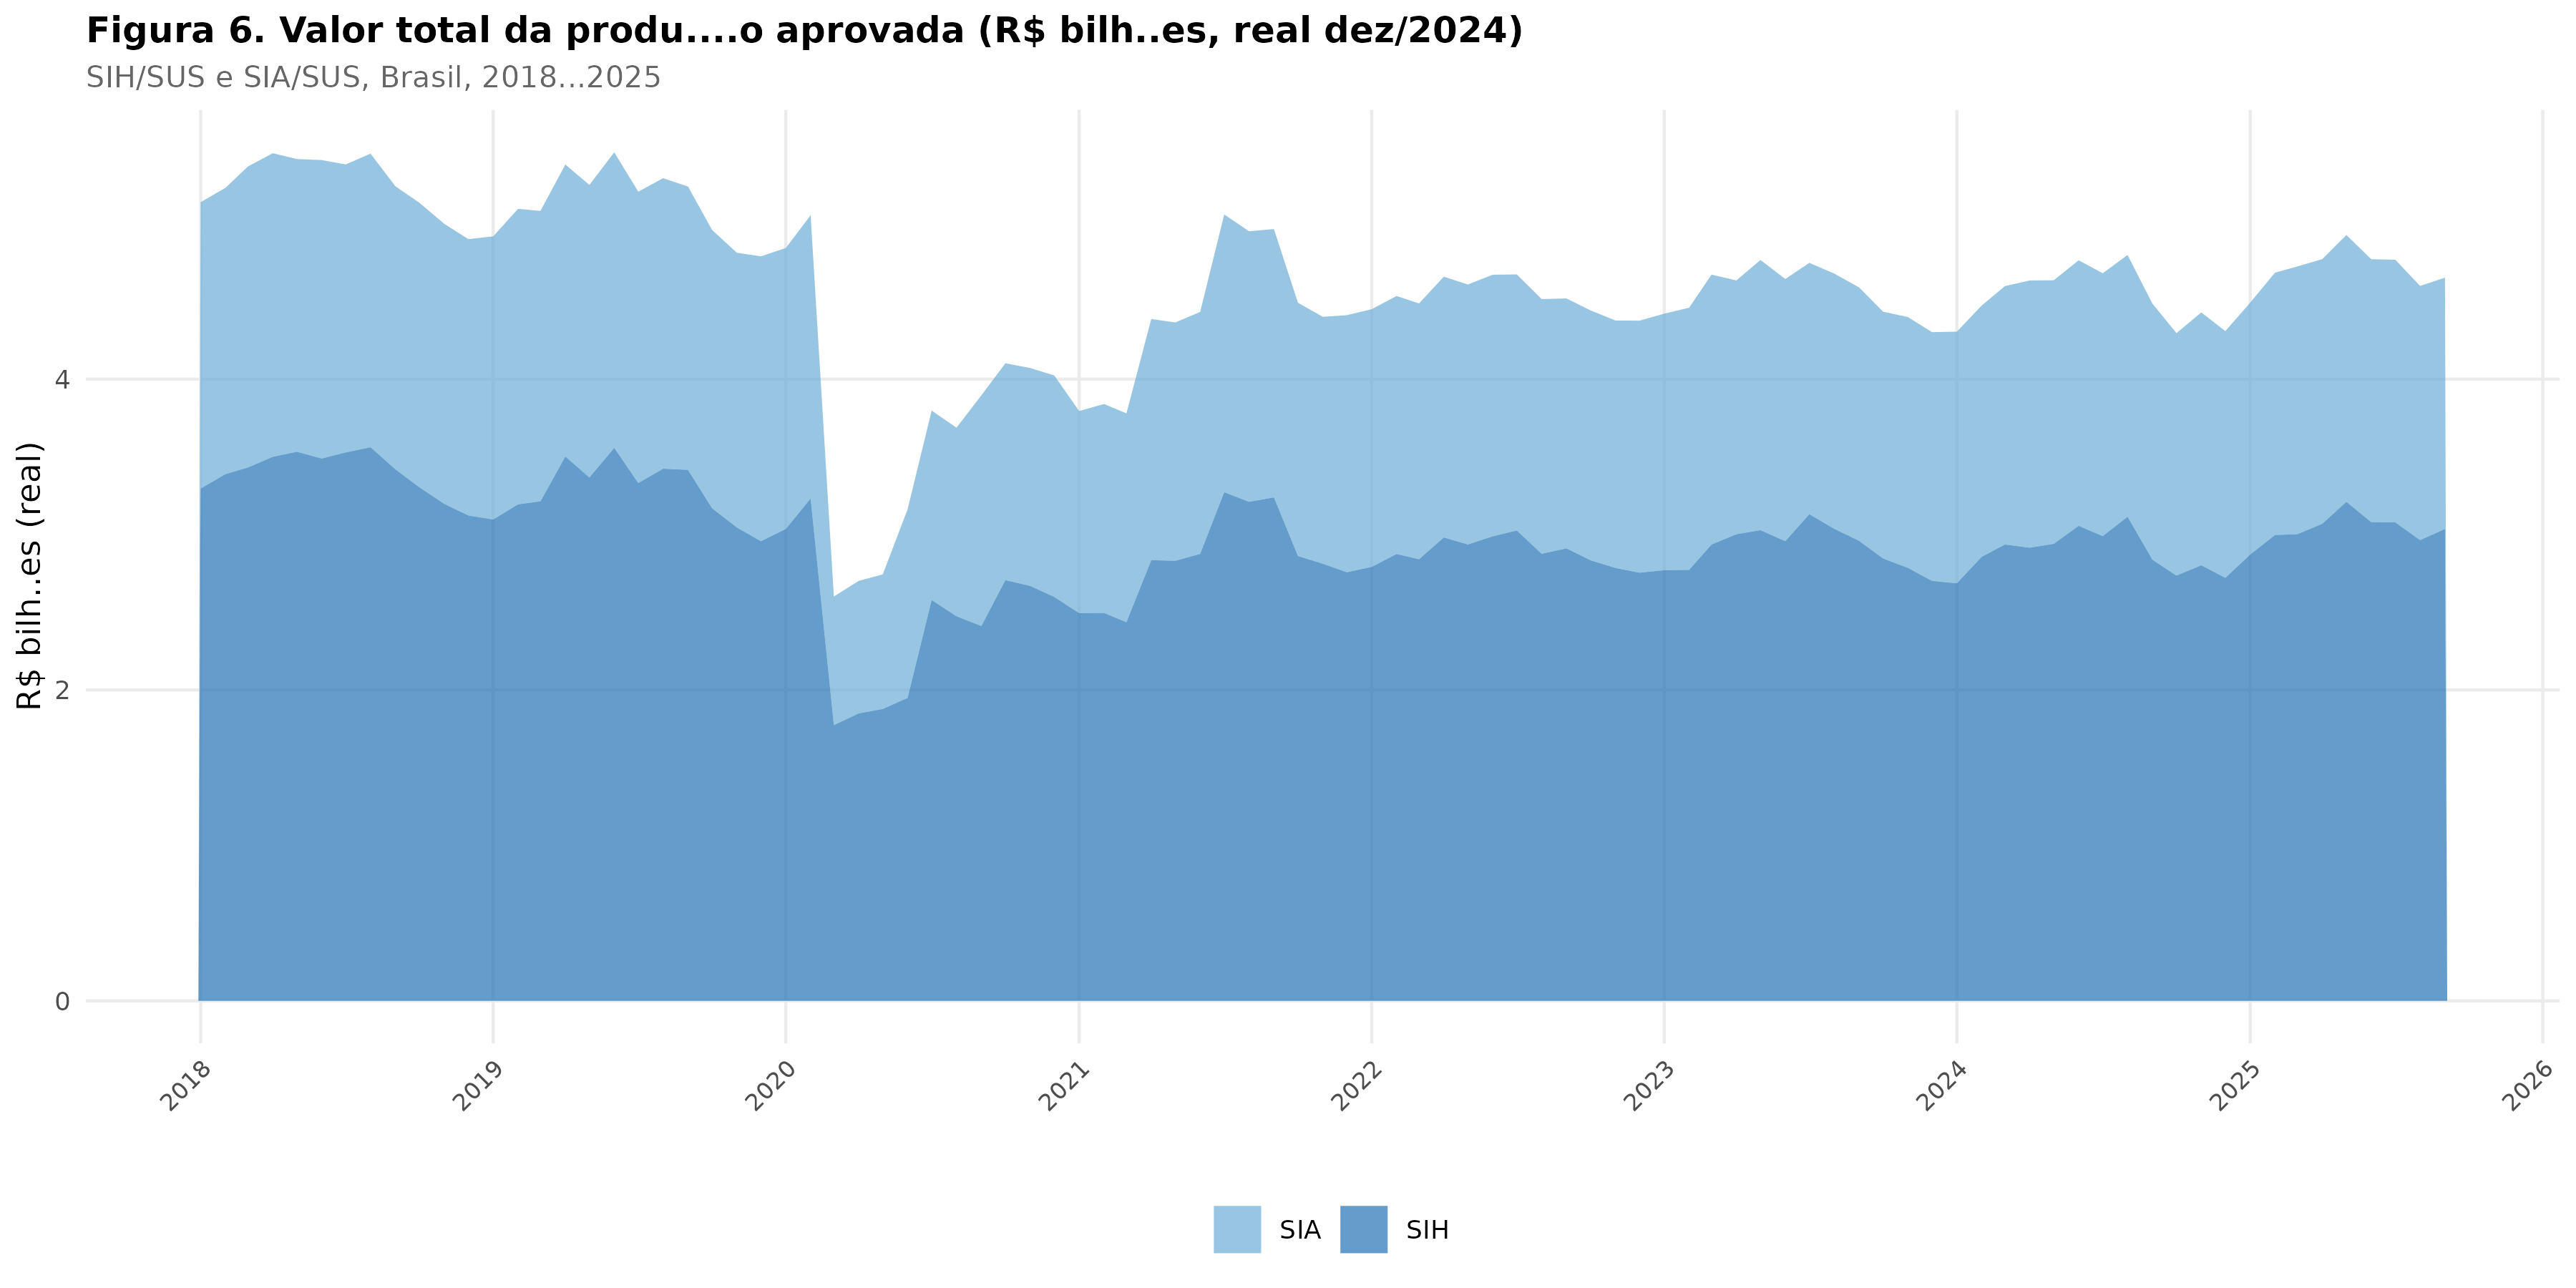 Figura 6. Valor total da produ....o aprovada (R$ bilh..es, real dez/2024)
SIH/SUS e SIA/SUS, Brasil, 2018...2025
R$ bilh..es (real)
4
2
0
2018
2019
2020
2021
2022
2023
2024
2025
2026
SIA
SIH